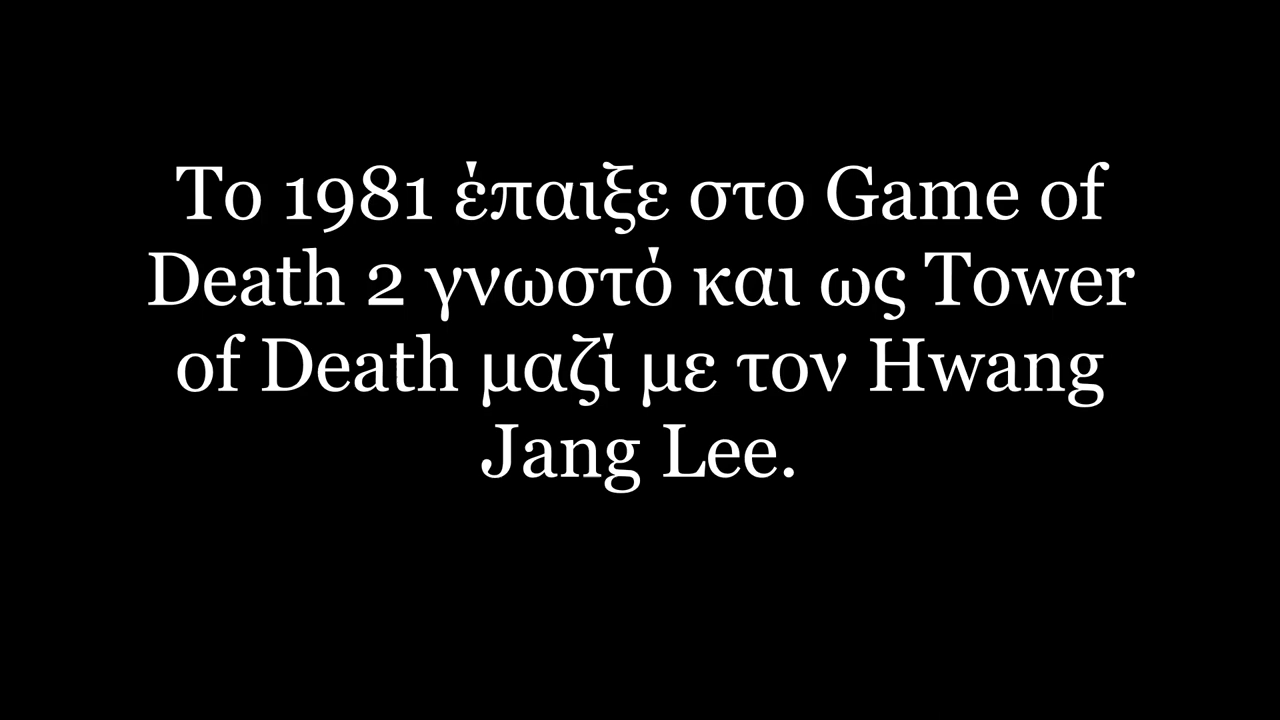 Το 1981 έπαιξε στο Game of
Death 2 γνωστό και ως Tower
of Death μαζί με τον Hwang
Jang Lee.